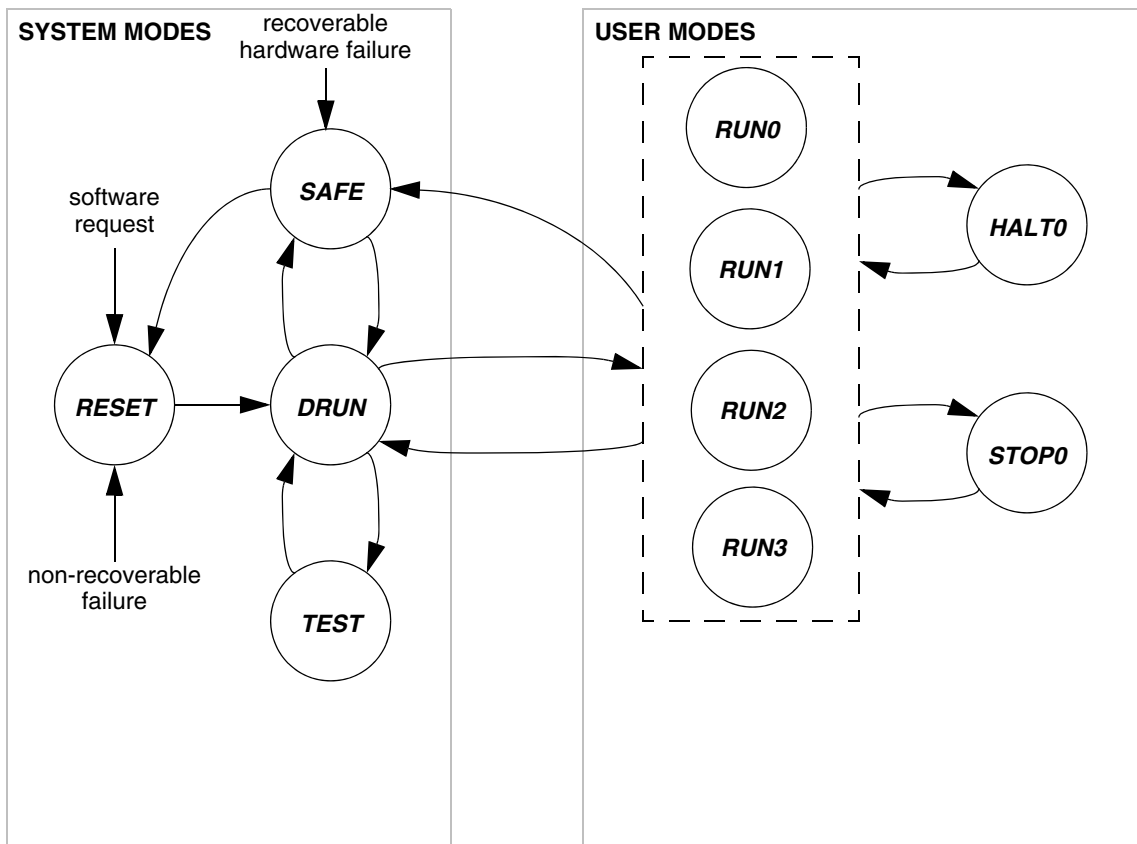 SYSTEM MODES
recoverable
hardware failure
SAFE
software
request
RESET
DRUN
non-recoverable
failure
TEST
USER MODES
RUN0
RUN1
RUN2
RUN3
HALT0
STOP0